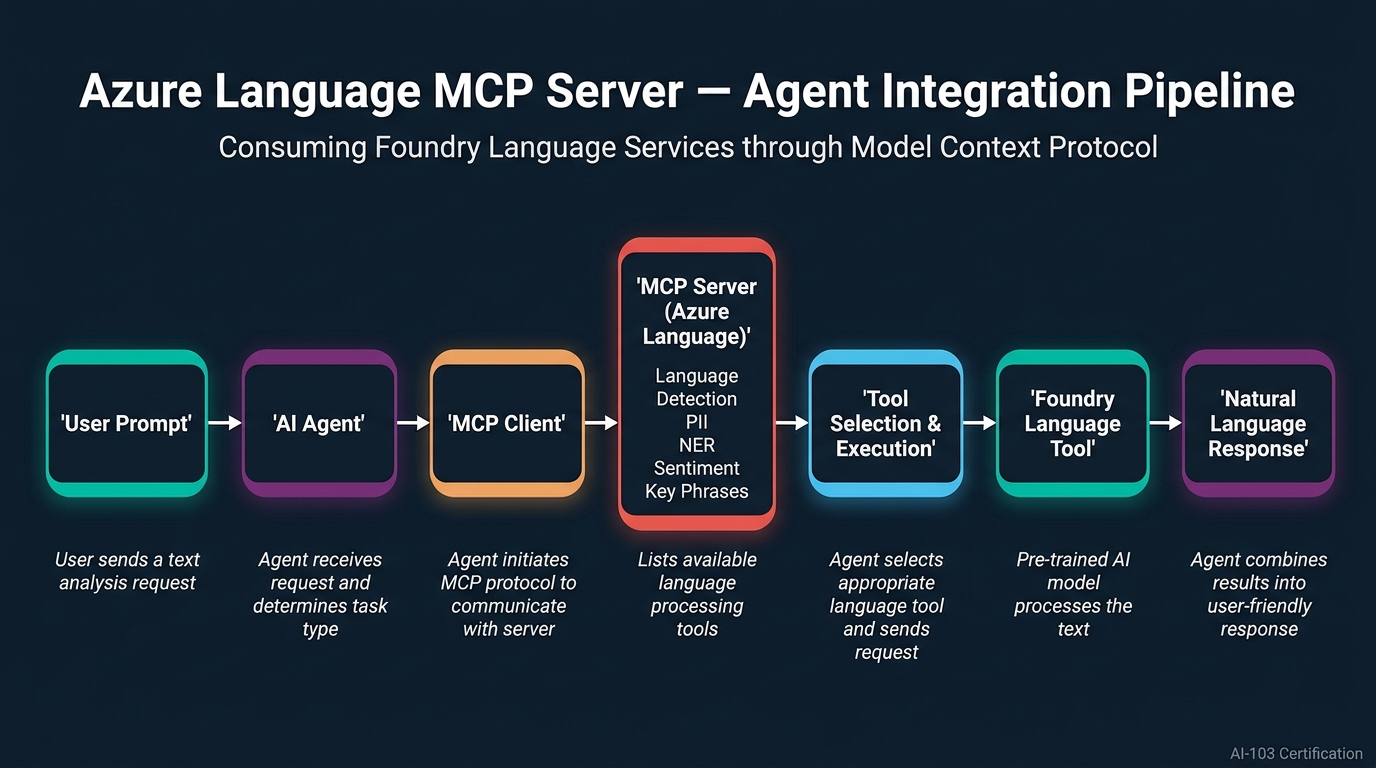 Azure Language MCP Server — Agent Integration Pipeline
Consuming Foundry Language Services through Model Context Protocol
'User Prompt'
User sends a text
analysis request
'AI Agent'
Agent receives
request and
determines task
type
'MCP Client'
Agent initiates
MCP protocol to
communicate
with server
'MCP Server
(Azure
Language)'
Language
Detection
PII
NER
Sentiment
Key Phrases
Lists available
language
processing
tools
'Tool
Selection &
Execution'
Agent selects
appropriate
language tool
and sends
request
'Foundry
Language
Tool'
Pre-trained AI
model
processes the
text
'Natural
Language
Response'
Agent combines
results into
user-friendly
response
AI-103 Certification